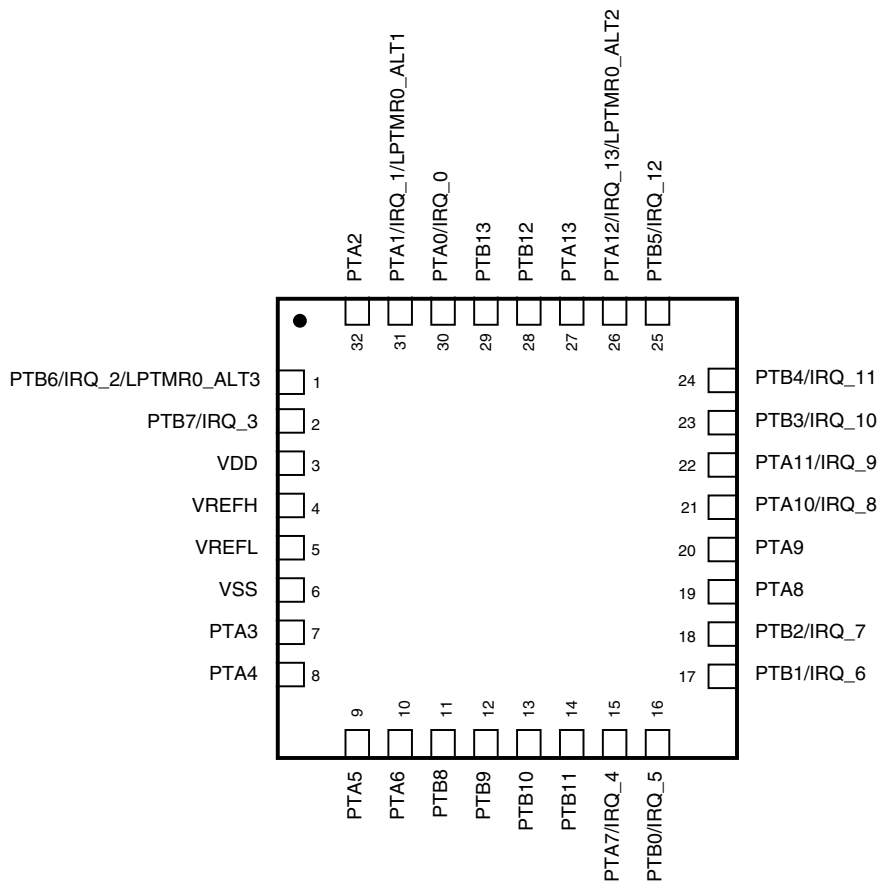 PTA2
PTA1/IRQ_1/LPTMR0_ALT1
PTA0/IRQ_0
PTB13
PTB12
PTA13
PTA12/IRQ_13/LPTMR0_ALT2
PTB5/IRQ_12
32
31
30
29
28
27
26
25
PTB6/IRQ_2/LPTMR0_ALT3
1
PTB7/IRQ_3
2
VDD
3
VREFH
4
VREFL
5
VSS
6
PTA3
7
PTA4
8
24
PTB4/IRQ_11
23
PTB3/IRQ_10
22
PTA11/IRQ_9
21
PTA10/IRQ_8
20
PTA9
19
PTA8
18
PTB2/IRQ_7
17
PTB1/IRQ_6
9
10
11
12
13
14
15
16
PTA5
PTA6
PTB8
PTB9
PTB10
PTB11
PTA7/IRQ_4
PTB0/IRQ_5